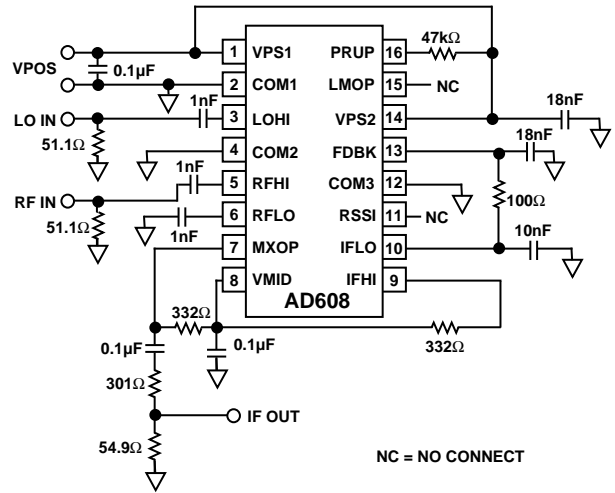 47kΩ
1 VPS1 PRUP 16
VPOS
0.1µF
2 COM1 LMOP 15 NC
1nF
18nF
LO IN
3 LOHI VPS2 14
51.1Ω
18nF
4 COM2 FDBK 13
1nF
RF IN
5 RFHI COM3 12
100Ω
51.1Ω
6 RFLO RSSI 11 NC
1nF
10nF
7 MXOP IFLO 10
8 VMID IFHI 9
AD608
332Ω
332Ω
0.1µF
0.1µF
301Ω
IF OUT
54.9Ω
NC = NO CONNECT